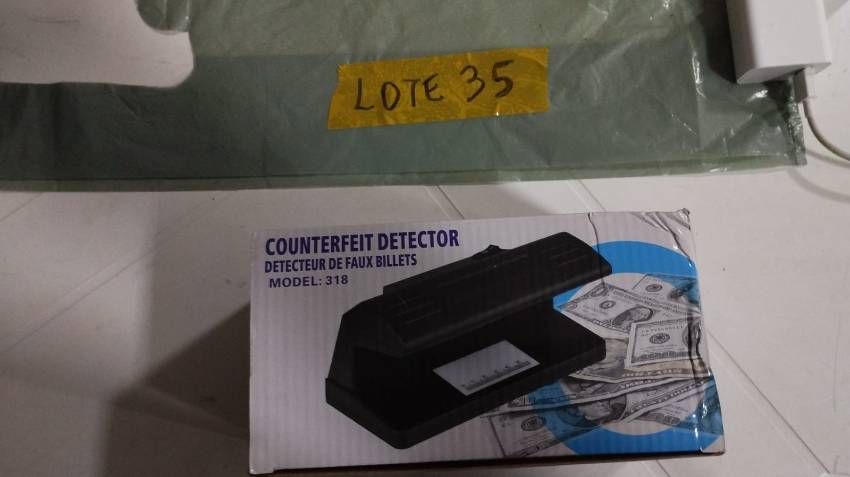 LOTE 35
COUNTERFEIT DETECTOR
DETECTEUR DE FAUX BILLETS
MODEL: 318